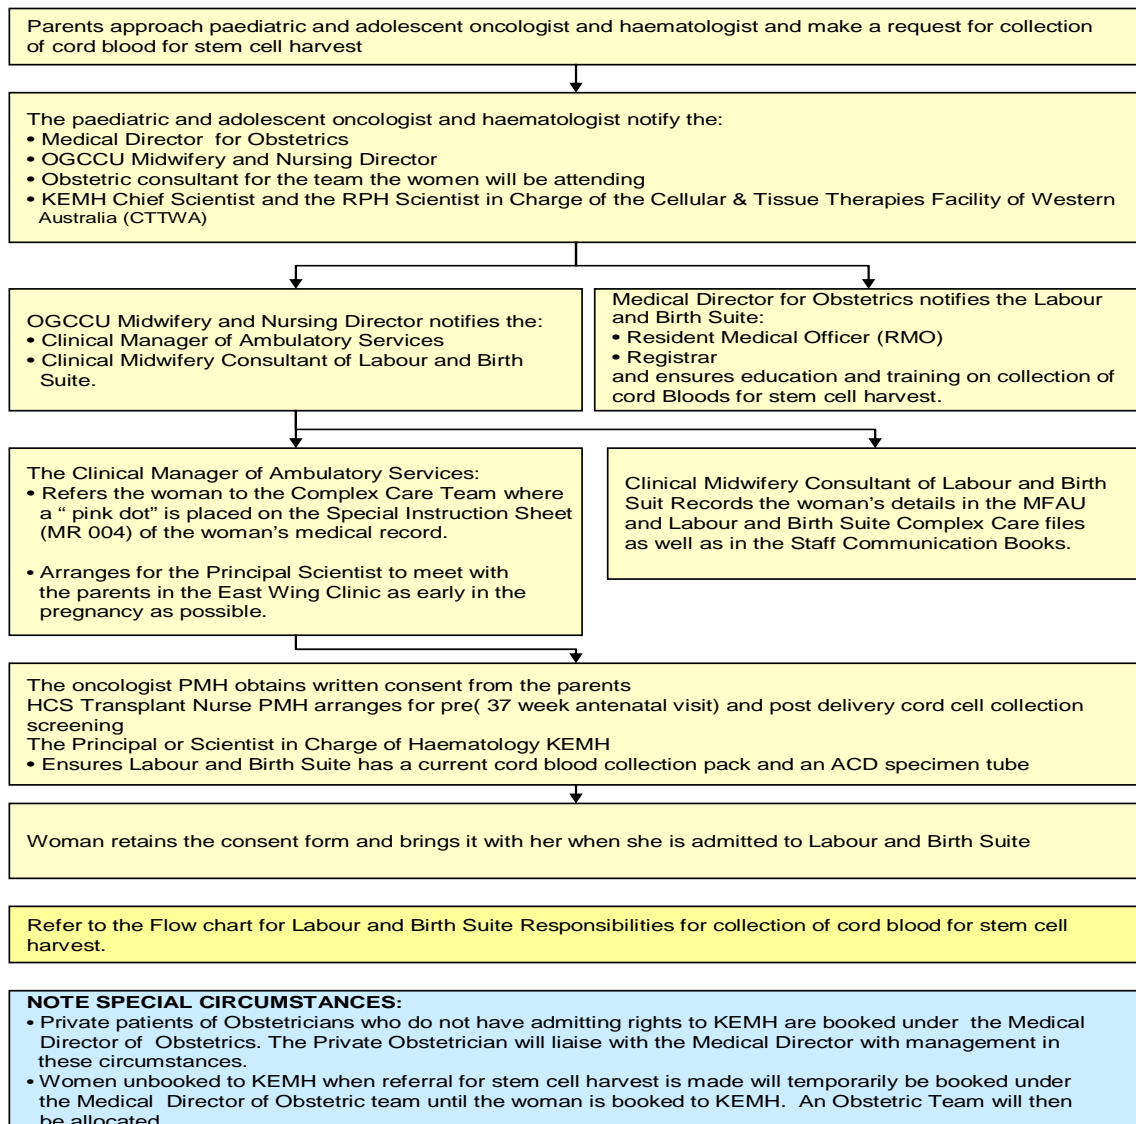 Parents approach paediatric and adolescent oncologist and haematologist and make a request for collection
of cord blood for stem cell harvest
The paediatric and adolescent oncologist and haematologist notify the:
• Medical Director for Obstetrics
• OGCCU Midwifery and Nursing Director
• Obstetric consultant for the team the women will be attending
• KEMH Chief Scientist and the RPH Scientist in Charge of the Cellular & Tissue Therapies Facility of Western
Australia (CTTWA)
OGCCU Midwifery and Nursing Director notifies the:
• Clinical Manager of Ambulatory Services
• Clinical Midwifery Consultant of Labour and Birth
Suite.
Medical Director for Obstetrics notifies the Labour
and Birth Suite:
• Resident Medical Officer (RMO)
• Registrar
and ensures education and training on collection of
cord Bloods for stem cell harvest.
The Clinical Manager of Ambulatory Services:
• Refers the woman to the Complex Care Team where
a “ pink dot” is placed on the Special Instruction Sheet
(MR 004) of the woman’s medical record.
• Arranges for the Principal Scientist to meet with
the parents in the East Wing Clinic as early in the
pregnancy as possible.
Clinical Midwifery Consultant of Labour and Birth
Suit Records the woman’s details in the MFAU
and Labour and Birth Suite Complex Care files
as well as in the Staff Communication Books.
The oncologist PMH obtains written consent from the parents
HCS Transplant Nurse PMH arranges for pre( 37 week antenatal visit) and post delivery cord cell collection
screening
The Principal or Scientist in Charge of Haematology KEMH
• Ensures Labour and Birth Suite has a current cord blood collection pack and an ACD specimen tube
Woman retains the consent form and brings it with her when she is admitted to Labour and Birth Suite
Refer to the Flow chart for Labour and Birth Suite Responsibilities for collection of cord blood for stem cell
harvest.
NOTE SPECIAL CIRCUMSTANCES:
• Private patients of Obstetricians who do not have admitting rights to KEMH are booked under the Medical
Director of Obstetrics. The Private Obstetrician will liaise with the Medical Director with management in
these circumstances.
• Women unbooked to KEMH when referral for stem cell harvest is made will temporarily be booked under
the Medical Director of Obstetric team until the woman is booked to KEMH. An Obstetric Team will then
be allocated